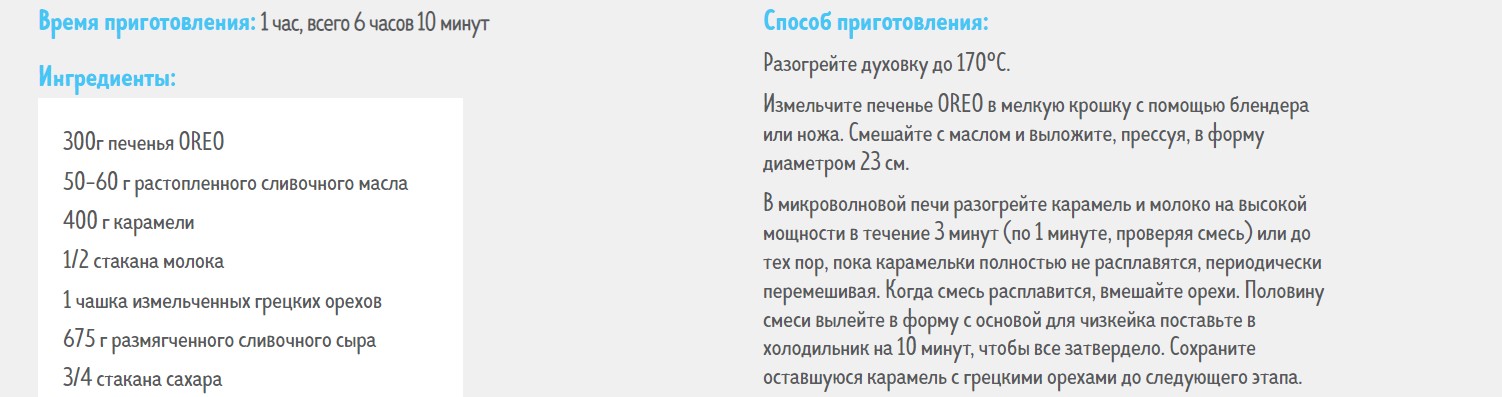 Время приготовления: 1 час, всего 6 часов 10 минут
Ингредиенты:
300г печенья OREO
50–60 г растопленного сливочного масла
400 г карамели
1/2 стакана молока
1 чашка измельченных грецких орехов
675 г размягченного сливочного сыра
3/4 стакана сахара
Способ приготовления:
Разогрейте духовку до 170°C.
Измельчите печенье OREO в мелкую крошку с помощью блендера
или ножа. Смешайте с маслом и выложите, прессуя, в форму
диаметром 23 см.
В микроволновой печи разогрейте карамель и молоко на высокой
мощности в течение 3 минут (по 1 минуте, проверяя смесь) или до
тех пор, пока карамельки полностью не расплавятся, периодически
перемешивая. Когда смесь расплавится, вмешайте орехи. Половину
смеси вылейте в форму с основой для чизкейка поставьте в
холодильник на 10 минут, чтобы все затвердело. Сохраните
оставшуюся карамель с грецкими орехами до следующего этапа.